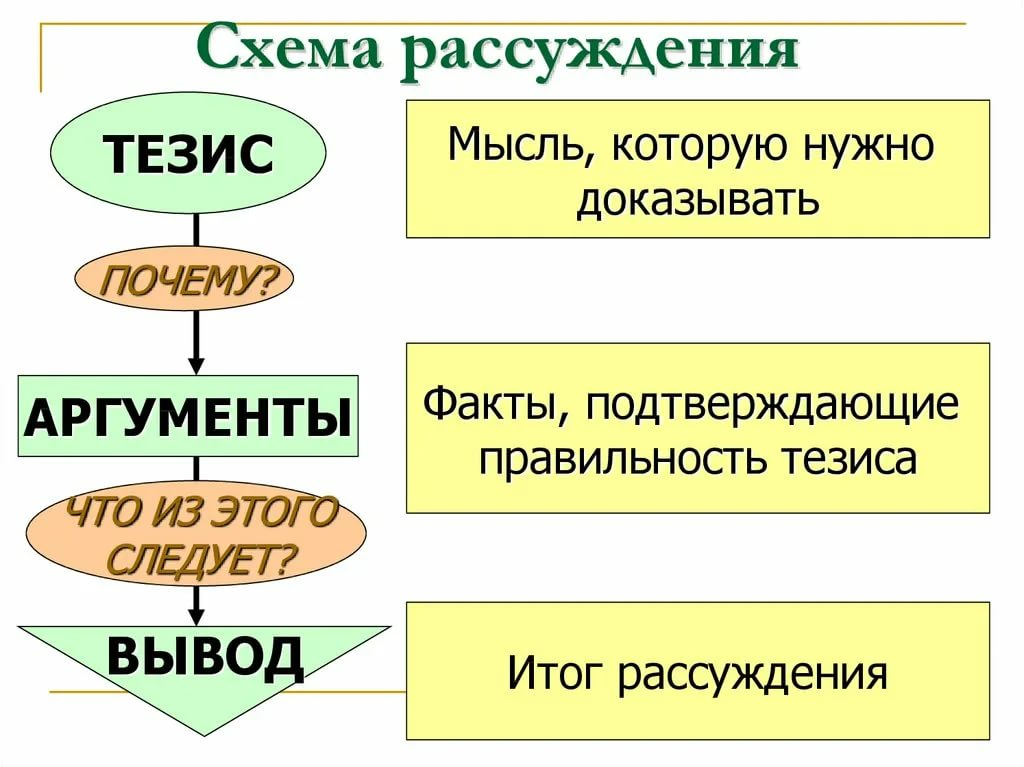 Схема рассуждения
ТЕЗИС
Мысль, которую нужно
доказывать
ПОЧЕМУ?
АРГУМЕНТЫ
Факты, подтверждающие
правильность тезиса
ЧТО ИЗ ЭТОГО
СЛЕДУЕТ?
ВЫВОД
Итог рассуждения